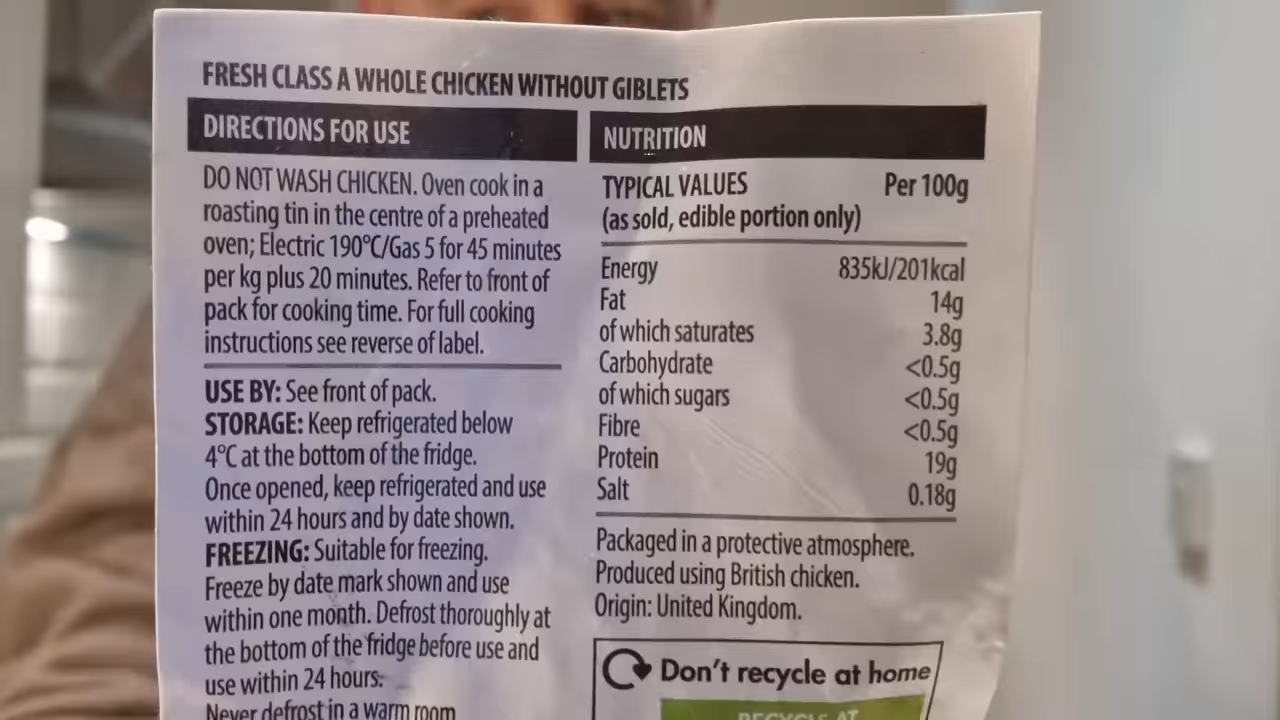 FRESH CLASS A WHOLE CHICKEN WITHOUT GIBLETS
DIRECTIONS FOR USE
DO NOT WASH CHICKEN. Oven cook in a
roasting tin in the centre of a preheated
oven; Electric 190°C/Gas 5 for 45 minutes
per kg plus 20 minutes. Refer to front of
pack for cooking time. For full cooking
instructions see reverse of label.
USE BY: See front of pack.
STORAGE: Keep refrigerated below
4°C at the bottom of the fridge.
Once opened, keep refrigerated and use
within 24 hours and by date shown.
FREEZING: Suitable for freezing.
Freeze by date mark shown and use
within one month. Defrost thoroughly at
the bottom of the fridge before use and
use within 24 hours.
Never defrost in a warm room
NUTRITION
TYPICAL VALUES Per 100g
(as sold, edible portion only)
Energy 835kJ/201kcal
Fat 14g
of which saturates 3.8g
Carbohydrate <0.5g
of which sugars <0.5g
Fibre <0.5g
Protein 19g
Salt 0.18g
Packaged in a protective atmosphere.
Produced using British chicken.
Origin: United Kingdom.
Don't recycle at home
RECYCLE AT